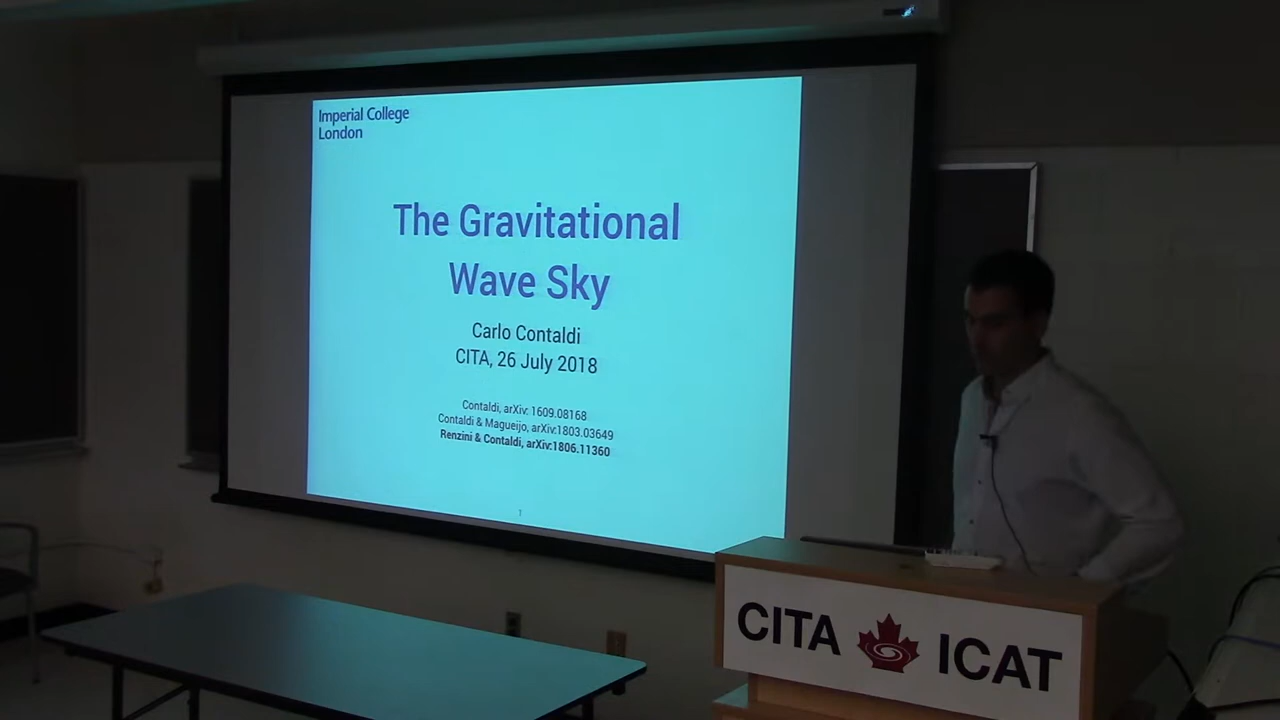 Imperial College
London
The Gravitational
Wave Sky
Carlo Contaldi
CITA, 26 July 2018
Contaldi, arXiv: 1609.08168
Contaldi & Magueijo, arXiv:1803.03649
Renzini & Contaldi, arXiv:1806.11360
1
CITA ICAT